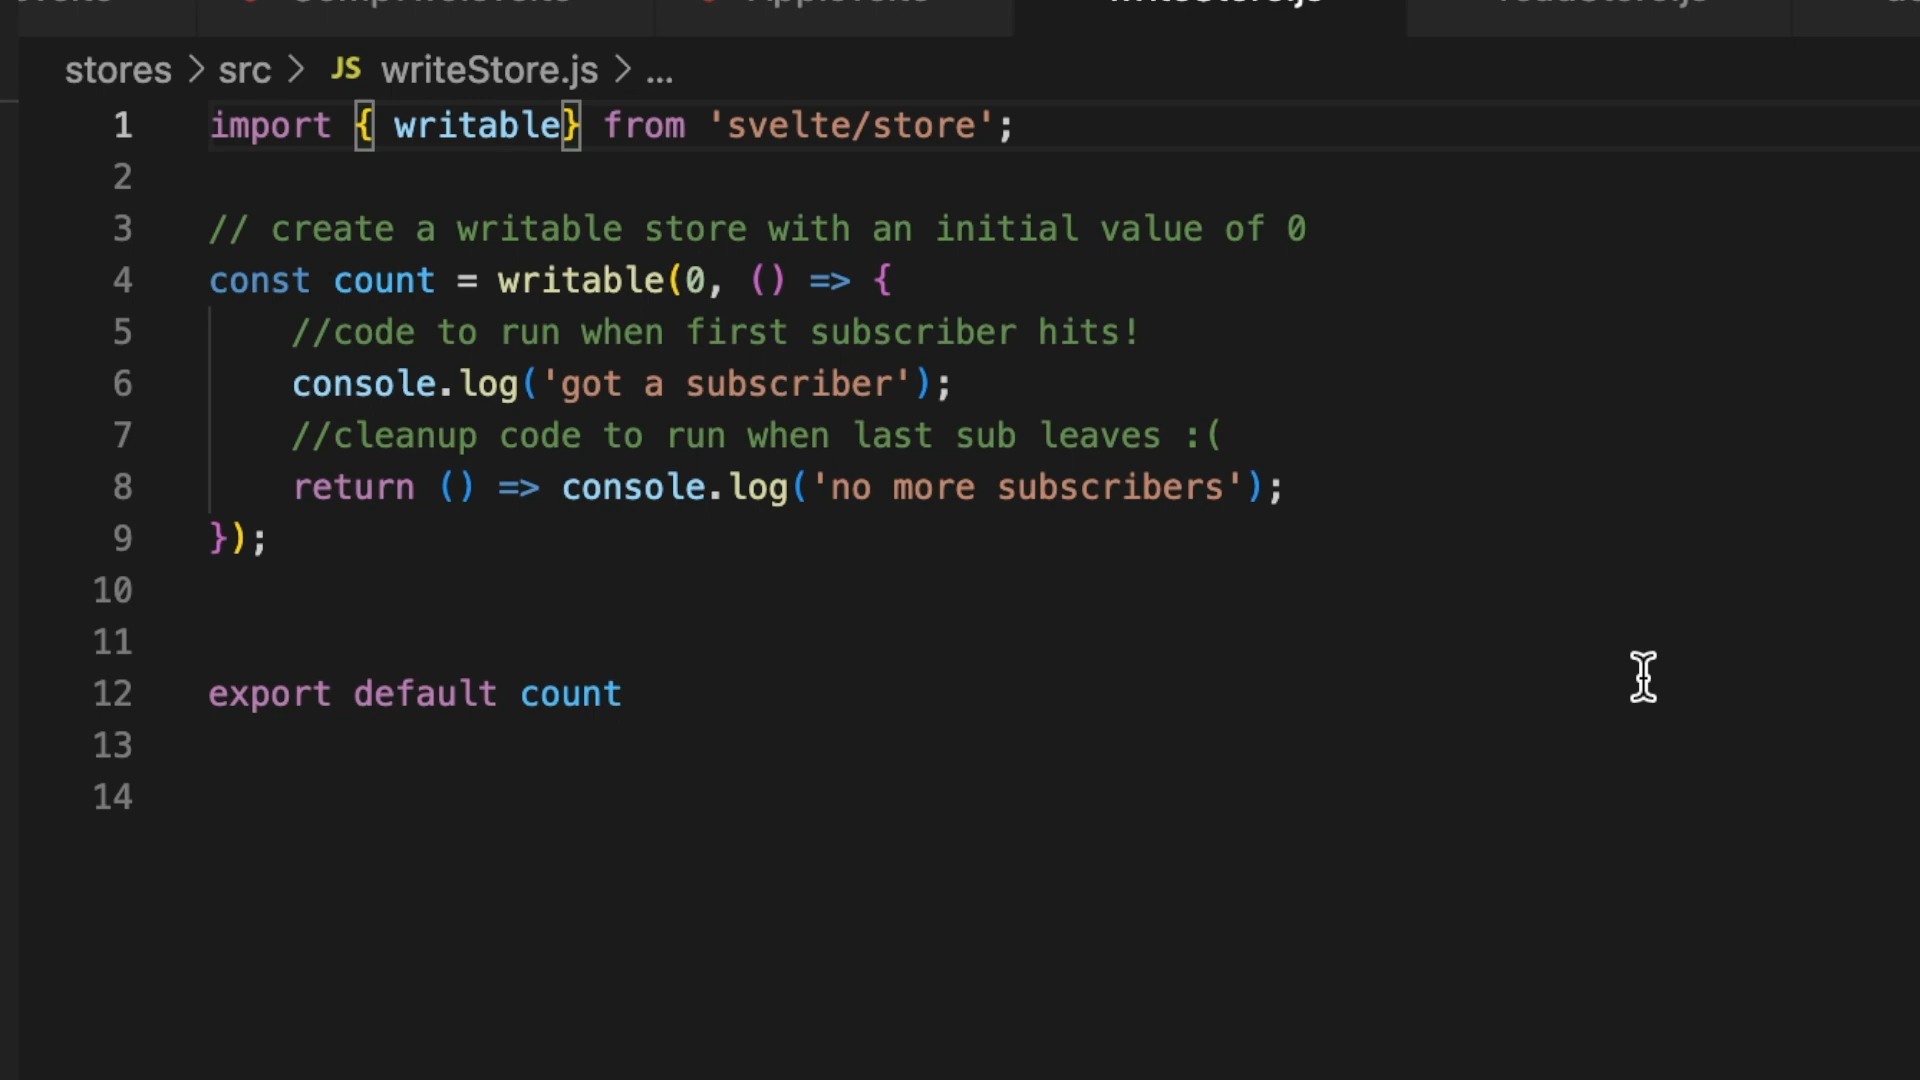 writeStore.js
stores > src > JS writeStore.js > ...
1 import { writable} from 'svelte/store';
2
3 // create a writable store with an initial value of 0
4 const count = writable(0, () => {
5 //code to run when first subscriber hits!
6 console.log('got a subscriber');
7 //cleanup code to run when last sub leaves :(
8 return () => console.log('no more subscribers');
9 });
10
11
12 export default count
13
14